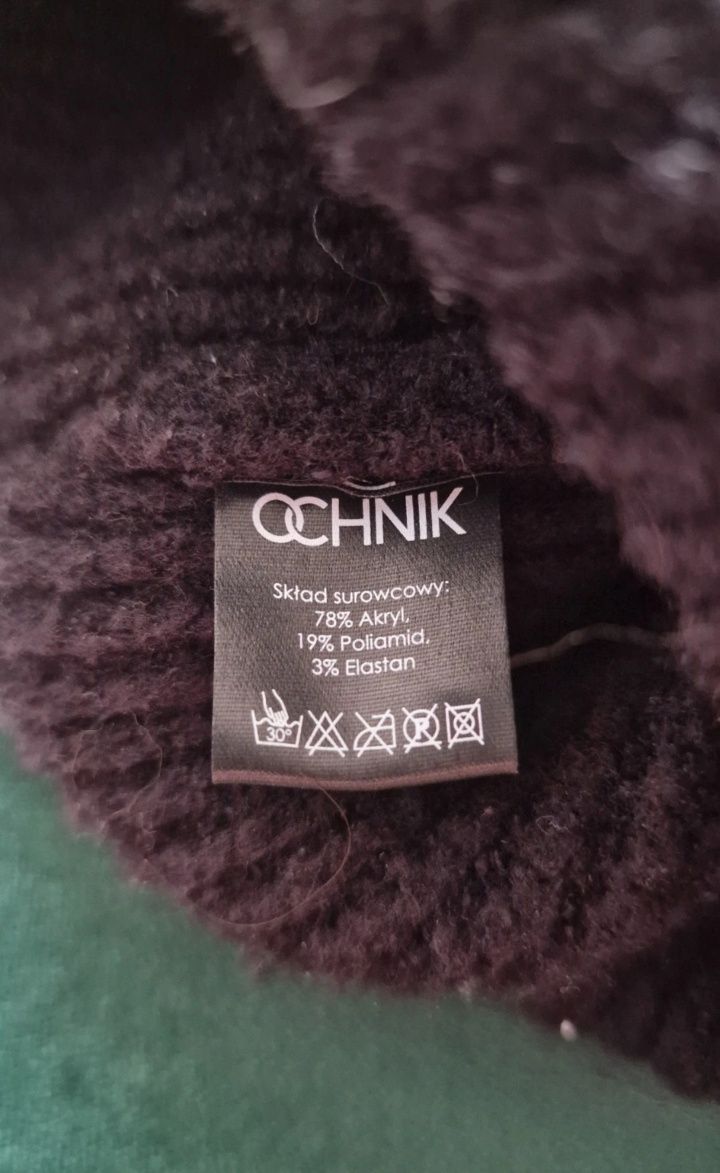 OCHNIK
Skład surowcowy:
78% Akryl,
19% Poliamid,
3% Elastan
30° P